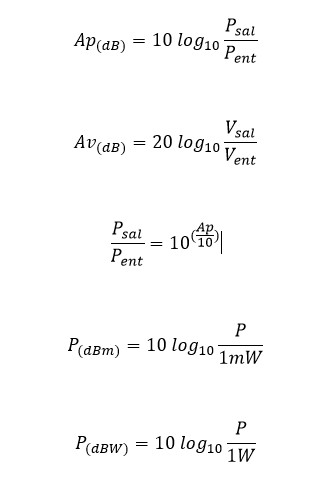 Ap(dB) = 10 log10 Psal/Pent
Av(dB) = 20 log10 Vsal/Vent
Psal/Pent = 10(Ap/10)
P(dBm) = 10 log10 P/1mW
P(dBW) = 10 log10 P/1W